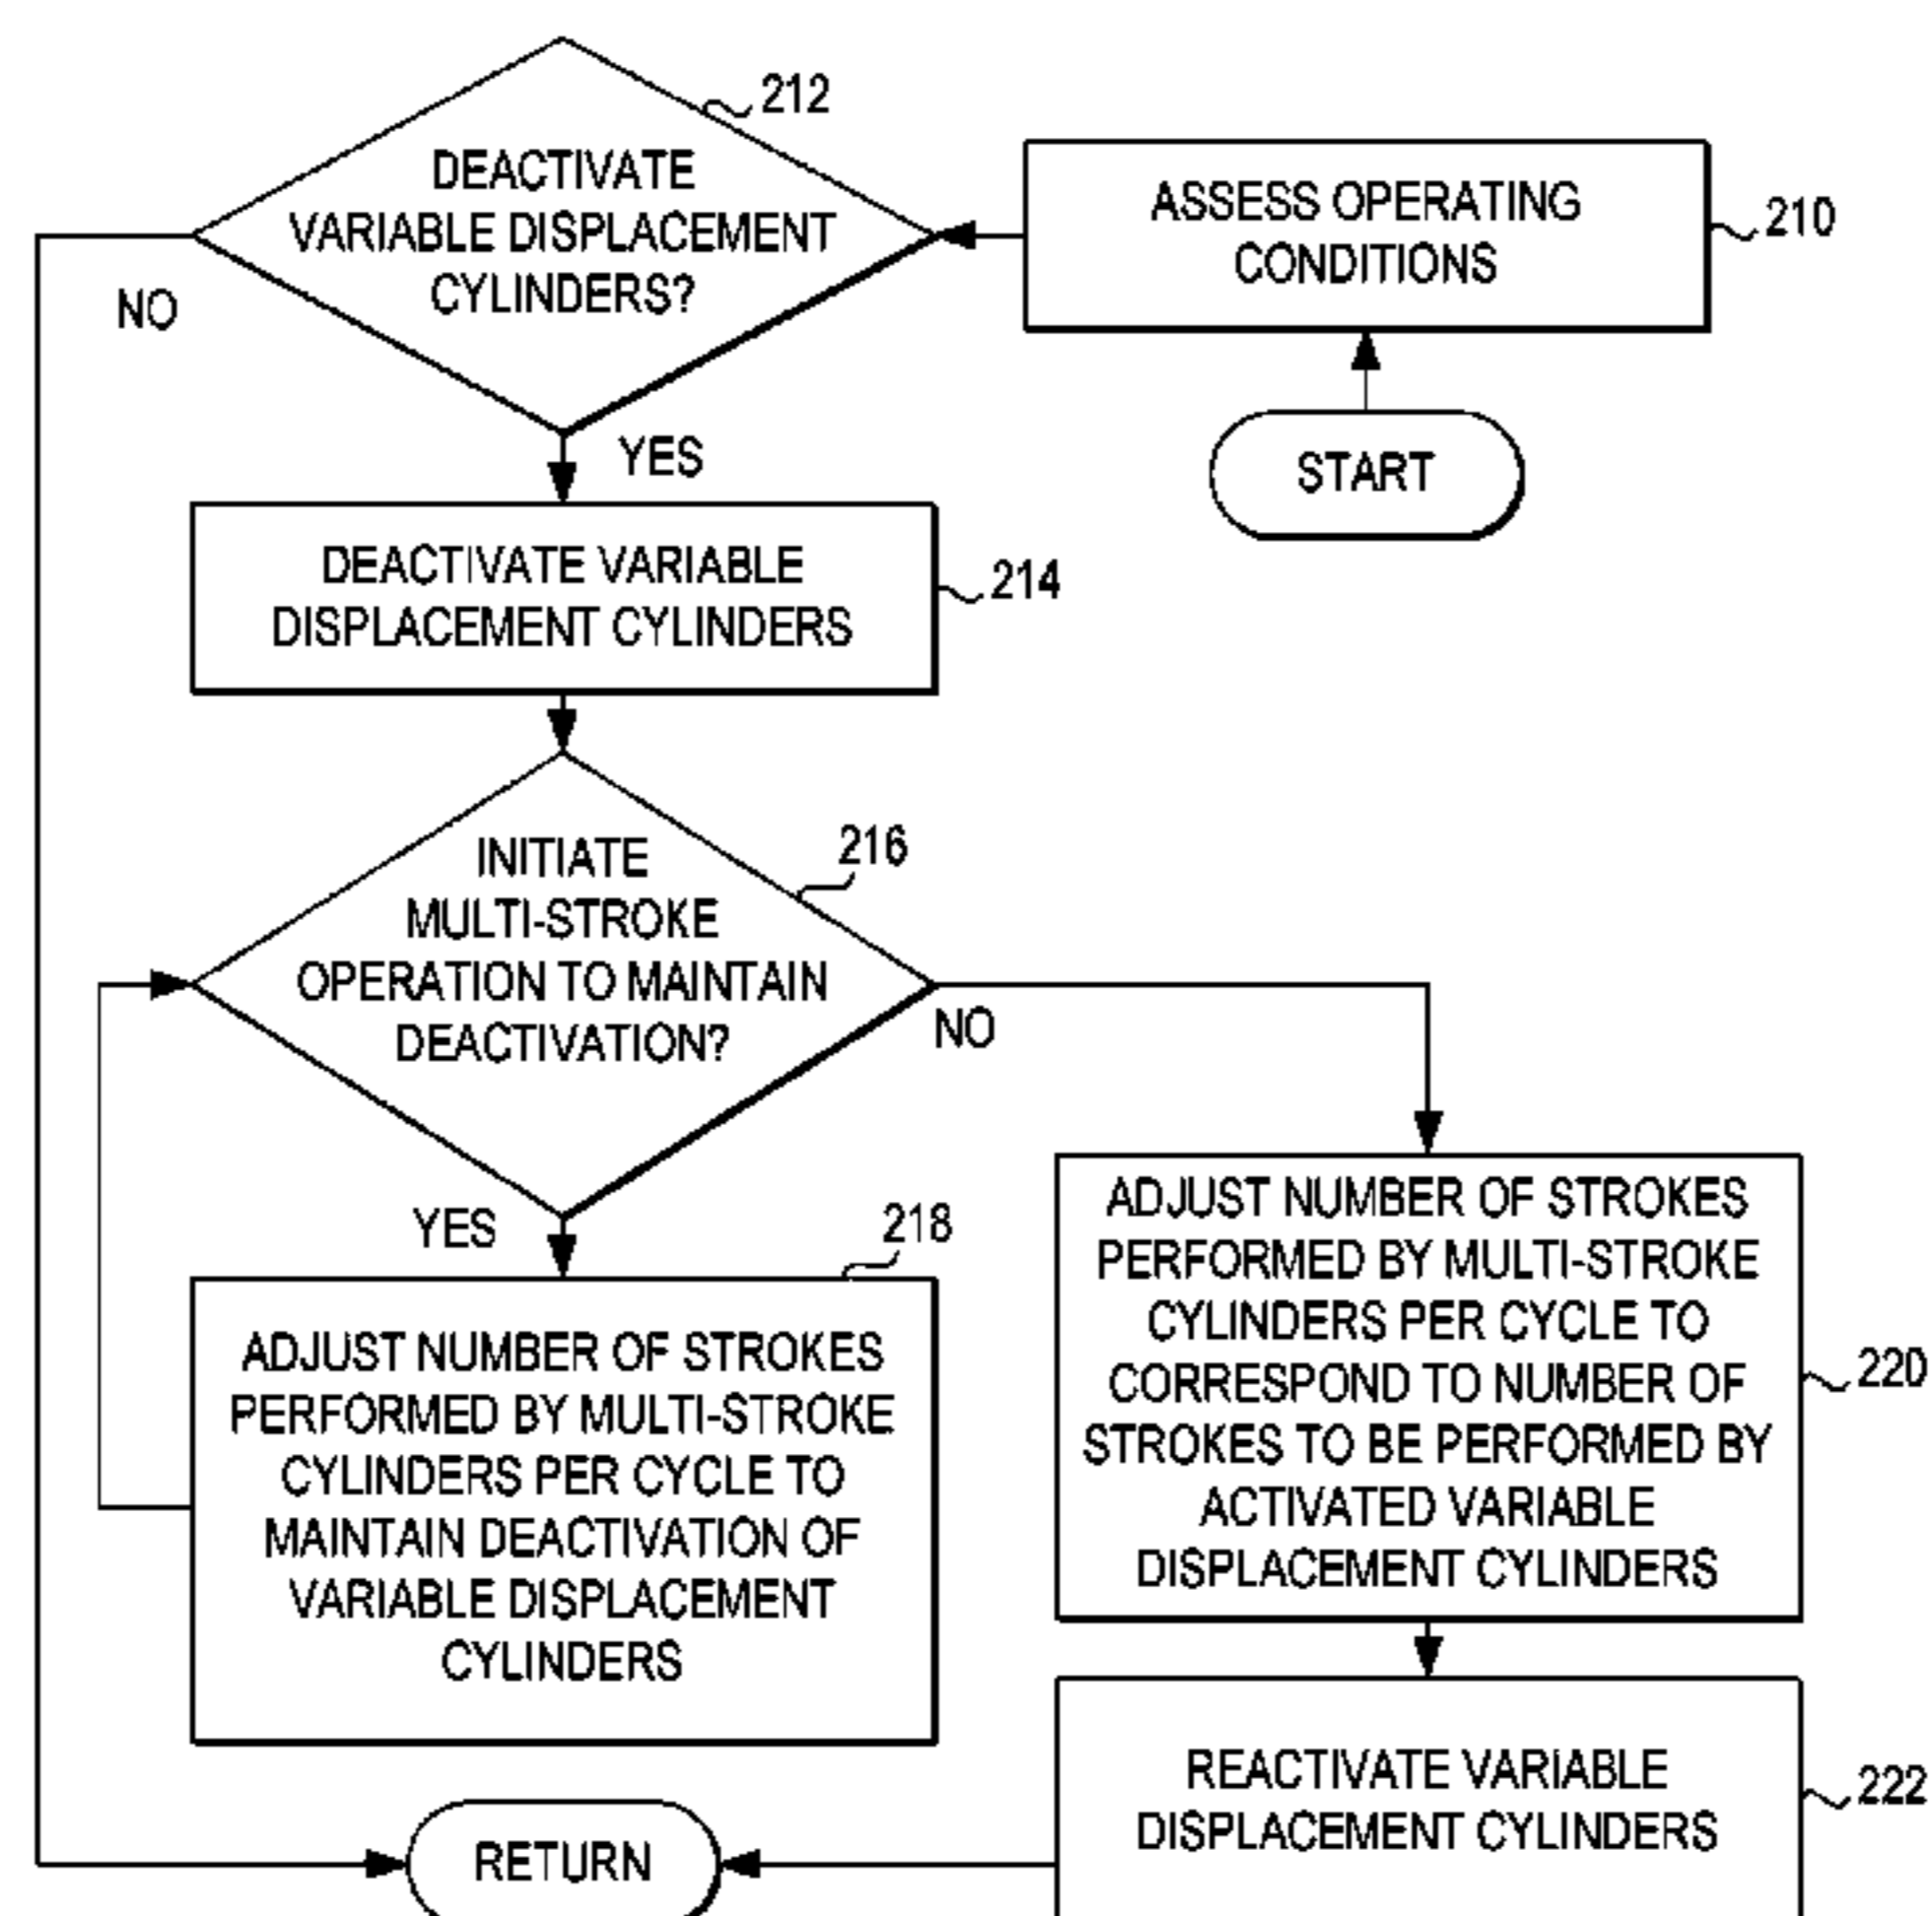 212
DEACTIVATE
VARIABLE DISPLACEMENT
CYLINDERS?
NO
YES
ASSESS OPERATING
CONDITIONS
210
START
DEACTIVATE VARIABLE
DISPLACEMENT CYLINDERS
214
INITIATE
MULTI-STROKE
OPERATION TO MAINTAIN
DEACTIVATION?
216
NO
YES
218
ADJUST NUMBER OF STROKES
PERFORMED BY MULTI-STROKE
CYLINDERS PER CYCLE TO
MAINTAIN DEACTIVATION OF
VARIABLE DISPLACEMENT
CYLINDERS
ADJUST NUMBER OF STROKES
PERFORMED BY MULTI-STROKE
CYLINDERS PER CYCLE TO
CORRESPOND TO NUMBER OF
STROKES TO BE PERFORMED BY
ACTIVATED VARIABLE
DISPLACEMENT CYLINDERS
220
REACTIVATE VARIABLE
DISPLACEMENT CYLINDERS
222
RETURN